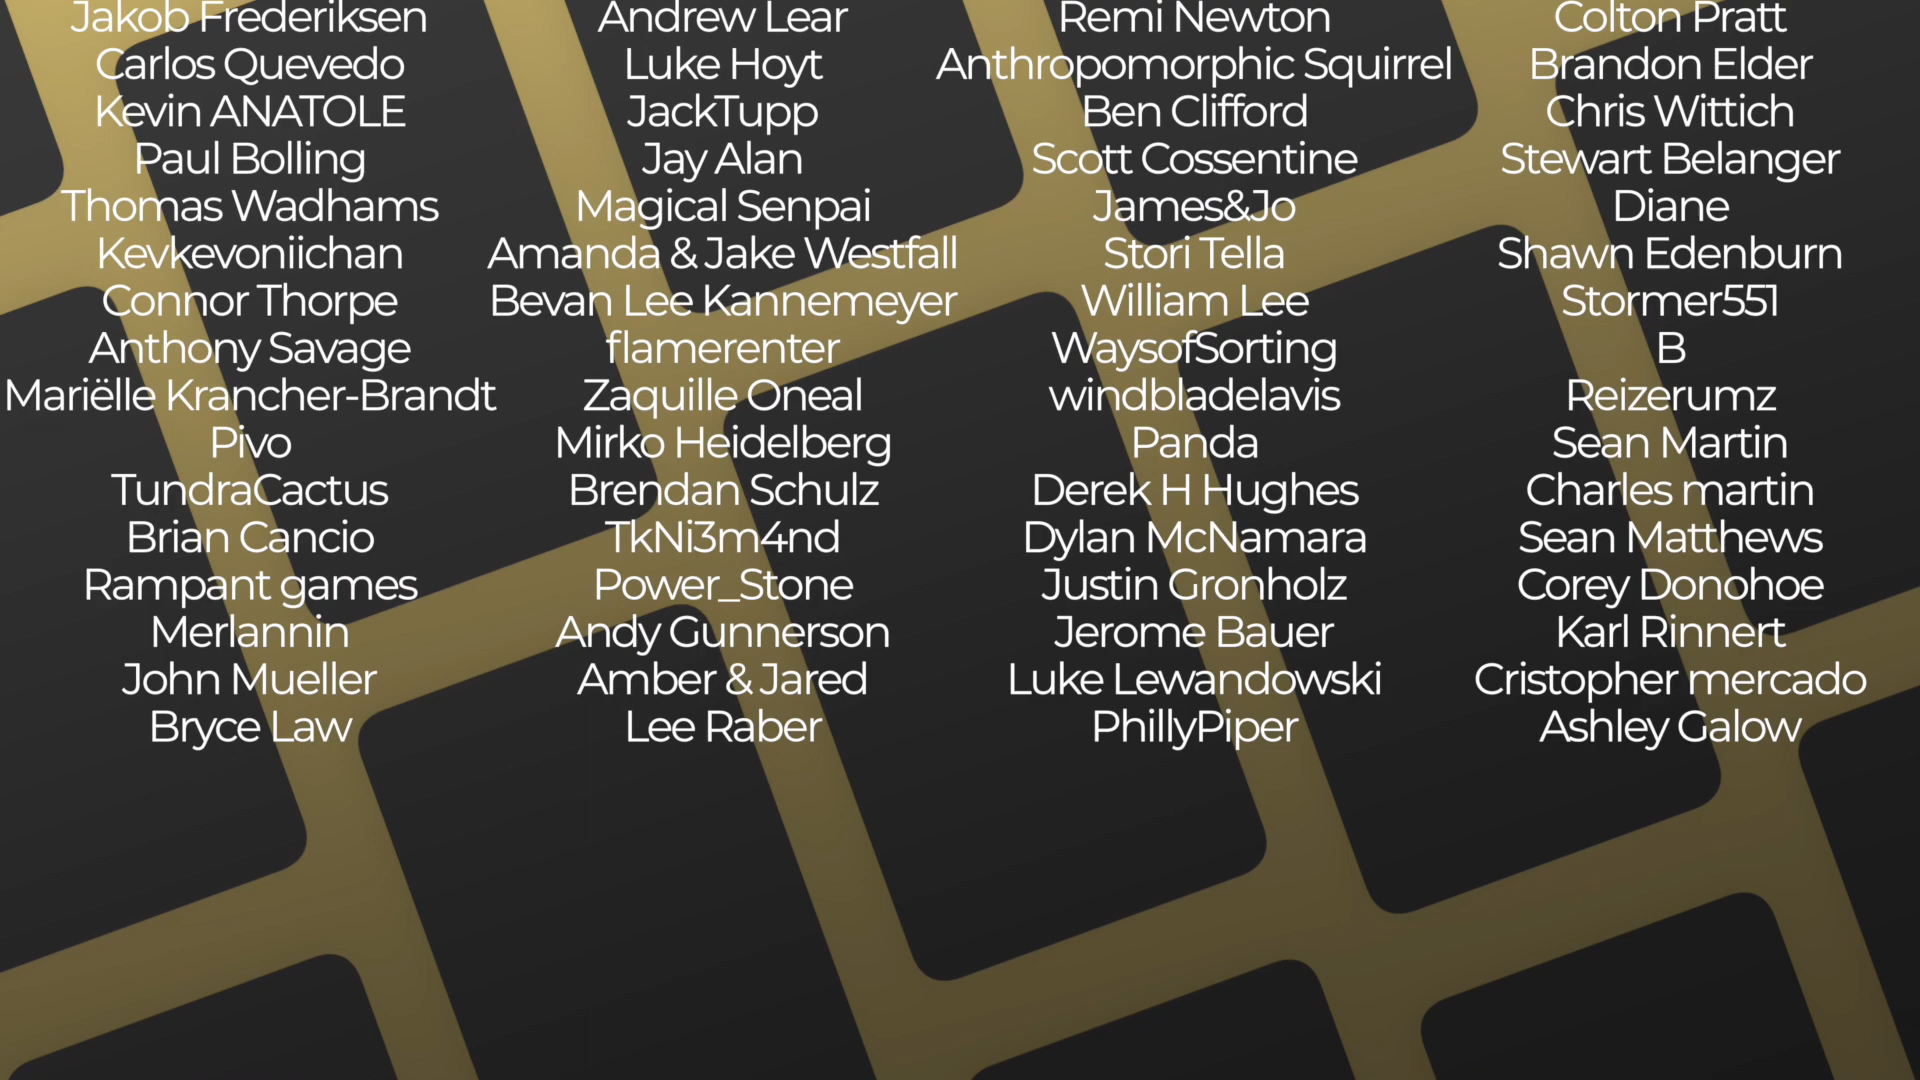 Jakob Frederiksen
Carlos Quevedo
Kevin ANATOLE
Paul Bolling
Thomas Wadhams
Kevkevoniichan
Connor Thorpe
Anthony Savage
Mariëlle Krancher-Brandt
Pivo
TundraCactus
Brian Cancio
Rampant games
Merlannin
John Mueller
Bryce Law
Andrew Lear
Luke Hoyt
JackTupp
Jay Alan
Magical Senpai
Amanda & Jake Westfall
Bevan Lee Kannemeyer
flamerenter
Zaquille Oneal
Mirko Heidelberg
Brendan Schulz
TkNi3m4nd
Power_Stone
Andy Gunnerson
Amber & Jared
Lee Raber
Remi Newton
Anthropomorphic Squirrel
Ben Clifford
Scott Cossentine
James&Jo
Stori Tella
William Lee
WaysofSorting
windbladelavis
Panda
Derek H Hughes
Dylan McNamara
Justin Gronholz
Jerome Bauer
Luke Lewandowski
PhillyPiper
Colton Pratt
Brandon Elder
Chris Wittich
Stewart Belanger
Diane
Shawn Edenburn
Stormer551
B
Reizerumz
Sean Martin
Charles martin
Sean Matthews
Corey Donohoe
Karl Rinnert
Cristopher mercado
Ashley Galow